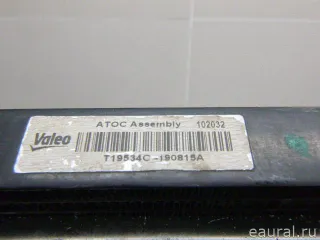 ATOC Assembly 102032
Valeo
T19534C -190815A
eaural.ru